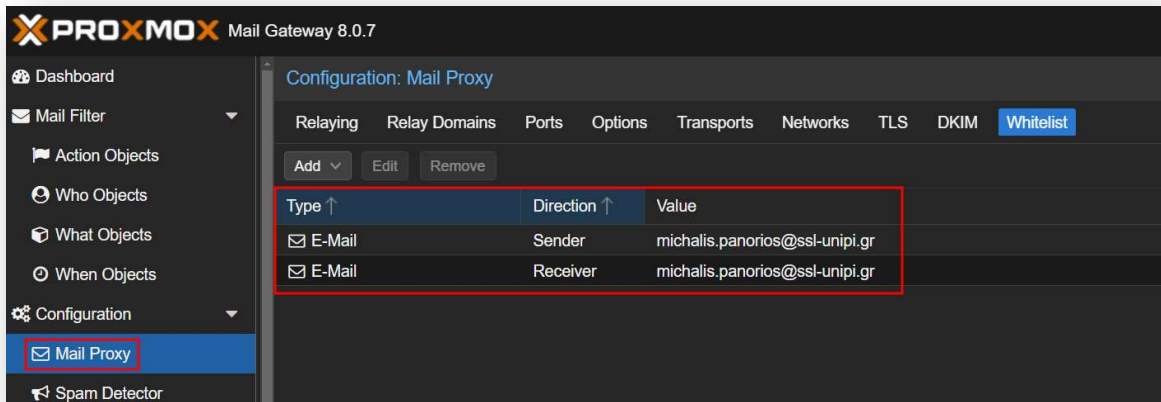 PROXMOX Mail Gateway 8.0.7
Dashboard
Mail Filter
Action Objects
Who Objects
What Objects
When Objects
Configuration
Mail Proxy
Spam Detector
Configuration: Mail Proxy
Relaying Relay Domains Ports Options Transports Networks TLS DKIM Whitelist
Add Edit Remove
Type ↑ Direction ↑ Value
E-Mail Sender michalis.panorios@ssl-unipi.gr
E-Mail Receiver michalis.panorios@ssl-unipi.gr